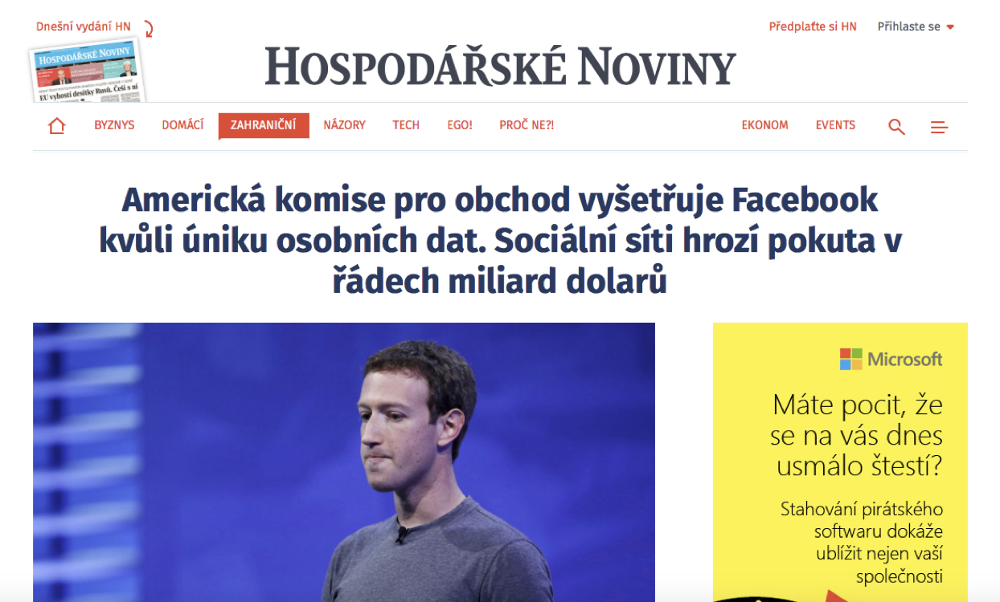 Dnešní vydání HN
Předplaťte si HN
Přihlaste se
HOSPODÁŘSKÉ NOVINY
HOSPODÁŘSKÉ NOVINY
EU vyhostí desítky Rusů. Češi s ní
BYZNYS
DOMÁCÍ
ZAHRANIČNÍ
NÁZORY
TECH
EGO!
PROČ NE?!
EKONOM
EVENTS
Americká komise pro obchod vyšetřuje Facebook
kvůli úniku osobních dat. Sociální síti hrozí pokuta v
řádech miliard dolarů
Microsoft
Máte pocit, že
se na vás dnes
usmálo štestí?
Stahování pirátského
softwaru dokáže
ublížit nejen vaší
společnosti